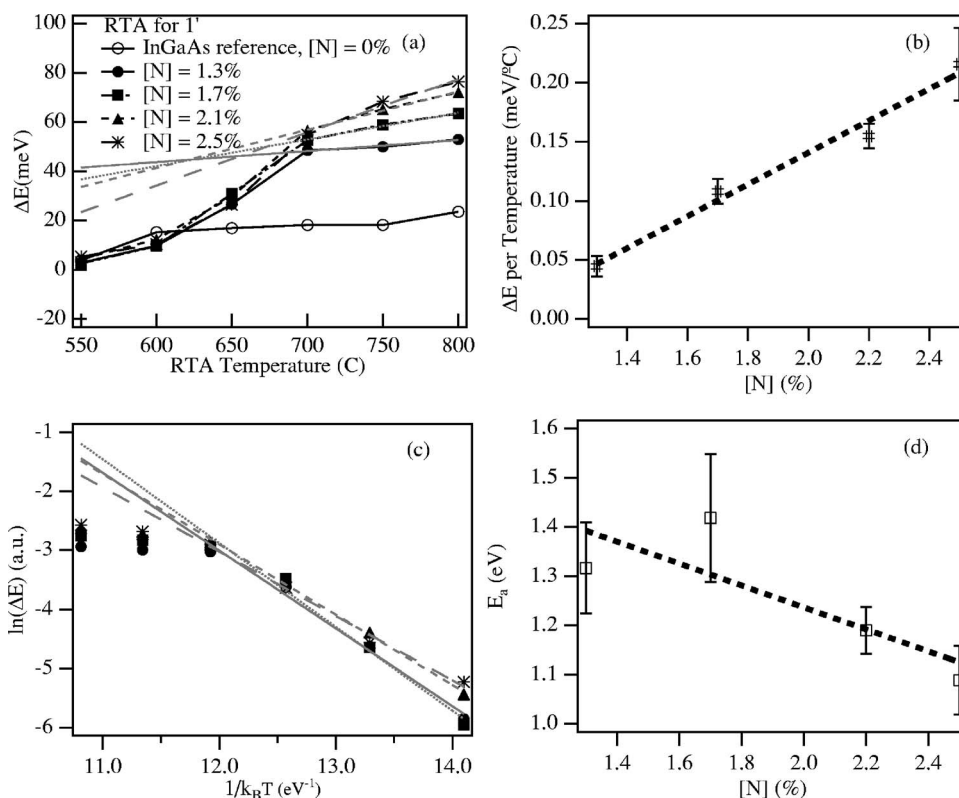 RTA for 1'
(a)
InGaAs reference, [N] = 0%
[N] = 1.3%
[N] = 1.7%
[N] = 2.1%
[N] = 2.5%
ΔE(meV)
100
80
60
40
20
0
-20
550 600 650 700 750 800
RTA Temperature (C)
(b)
ΔE per Temperature (meV/ºC)
0.25
0.20
0.15
0.10
0.05
0.00
1.4 1.6 1.8 2.0 2.2 2.4
[N] (%)
(c)
ln(ΔE) (a.u.)
-1
-2
-3
-4
-5
-6
11.0 12.0 13.0 14.0
1/kBT (eV⁻¹)
(d)
Ea (eV)
1.6
1.5
1.4
1.3
1.2
1.1
1.0
1.4 1.6 1.8 2.0 2.2 2.4
[N] (%)